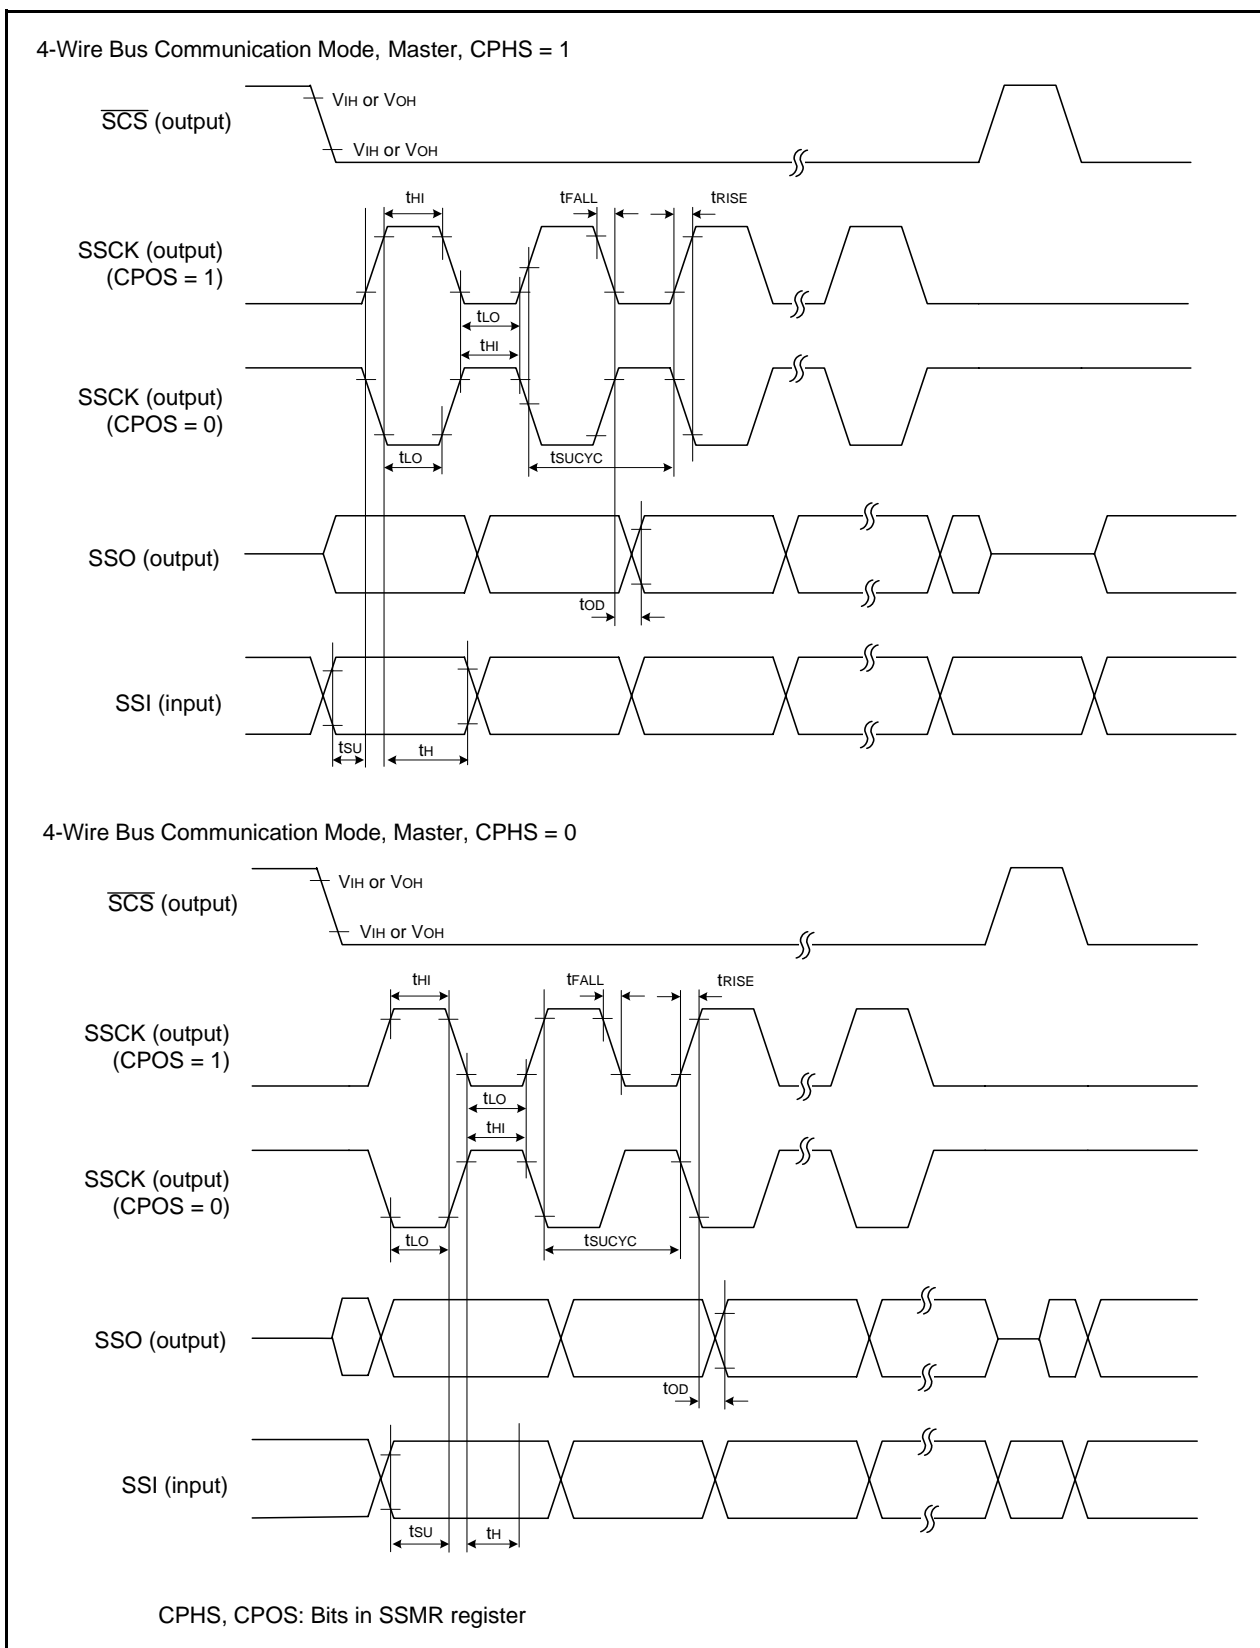 4-Wire Bus Communication Mode, Master, CPHS = 1
VIH or VOH
SCS (output)
VIH or VOH
tHI
tFALL
tRISE
SSCK (output)
(CPOS = 1)
tLO
tHI
SSCK (output)
(CPOS = 0)
tLO
tSUCYC
SSO (output)
tOD
SSI (input)
tSU
tH
4-Wire Bus Communication Mode, Master, CPHS = 0
VIH or VOH
SCS (output)
VIH or VOH
tHI
tFALL
tRISE
SSCK (output)
(CPOS = 1)
tLO
tHI
SSCK (output)
(CPOS = 0)
tLO
tSUCYC
SSO (output)
tOD
SSI (input)
tSU
tH
CPHS, CPOS: Bits in SSMR register